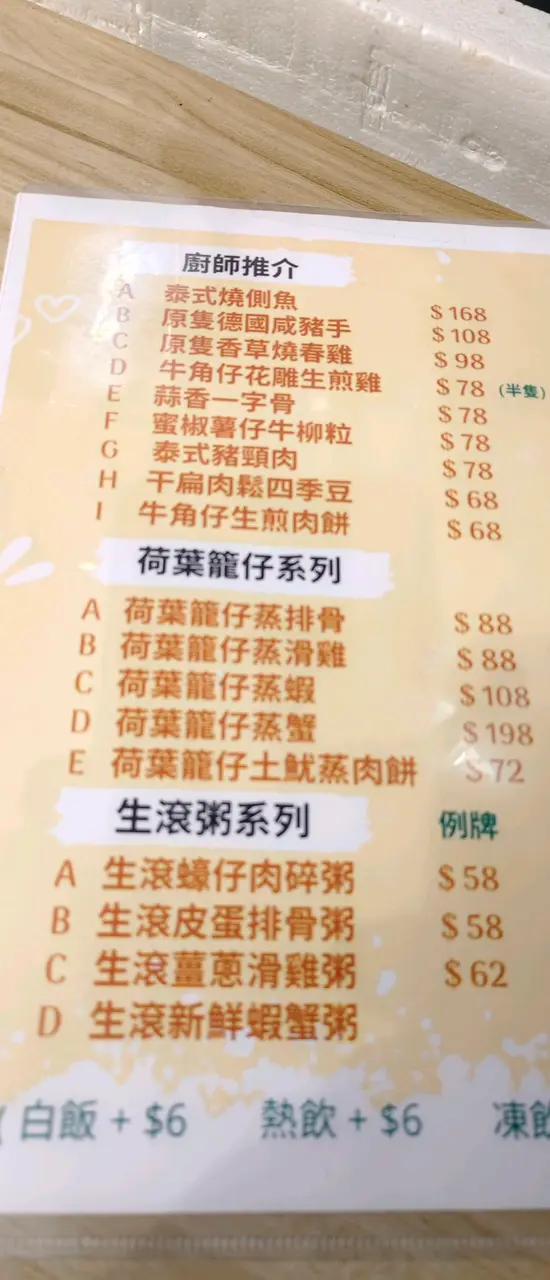 廚師推介
A 泰式燒側魚 $168
B 原隻德國咸豬手 $108
C 原隻香草燒春雞 $98
D 牛角仔花雕生煎雞 $78 (半隻)
E 蒜香一字骨 $78
F 蜜椒薯仔牛柳粒 $78
G 泰式豬頸肉 $78
H 干扁肉鬆四季豆 $68
I 牛角仔生煎肉餅 $68
荷葉籠仔系列
A 荷葉籠仔蒸排骨 $88
B 荷葉籠仔蒸滑雞 $88
C 荷葉籠仔蒸蝦 $108
D 荷葉籠仔蒸蟹 $198
E 荷葉籠仔土魷蒸肉餅 $72
生滾粥系列 例牌
A 生滾蠔仔肉碎粥 $58
B 生滾皮蛋排骨粥 $58
C 生滾薑蔥滑雞粥 $62
D 生滾新鮮蝦蟹粥
( 白飯 + $6 熱飲 + $6 凍飲